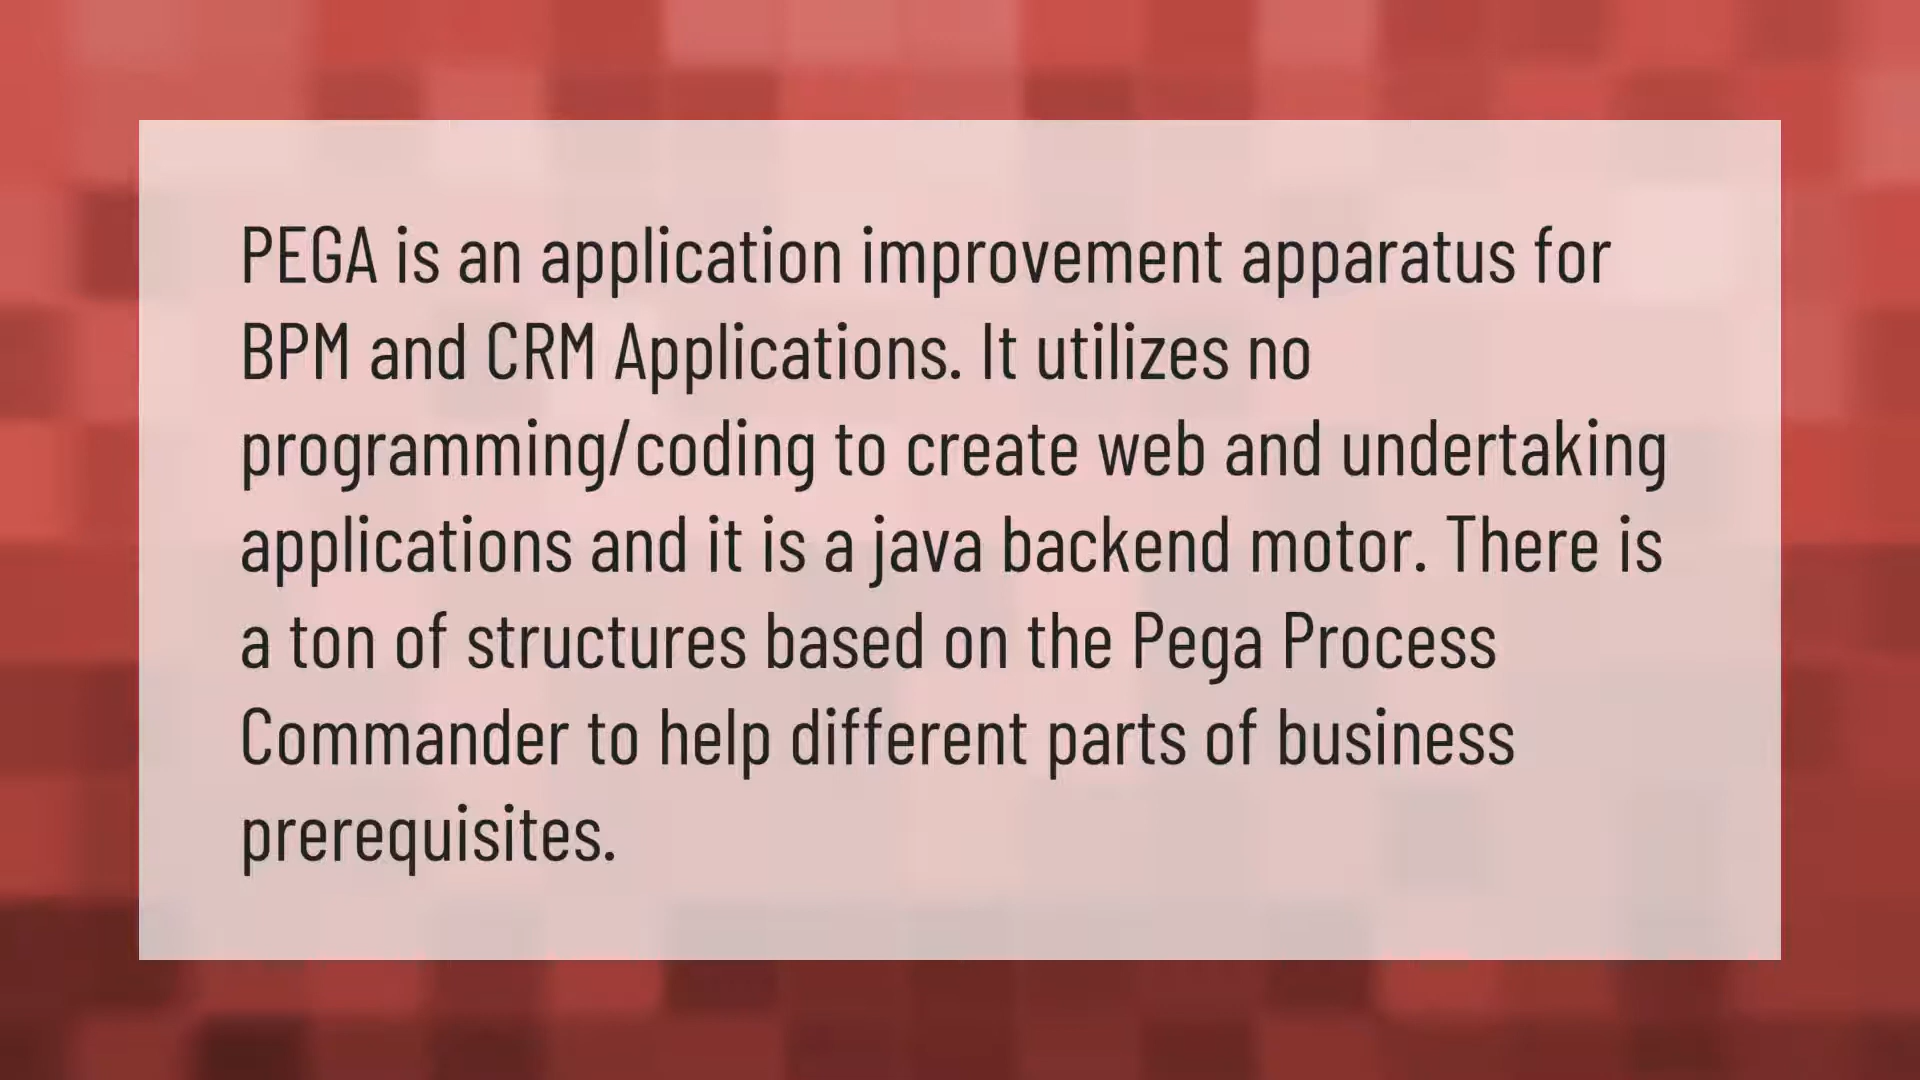 PEGA is an application improvement apparatus for
BPM and CRM Applications. It utilizes no
programming/coding to create web and undertaking
applications and it is a java backend motor. There is
a ton of structures based on the Pega Process
Commander to help different parts of business
prerequisites.